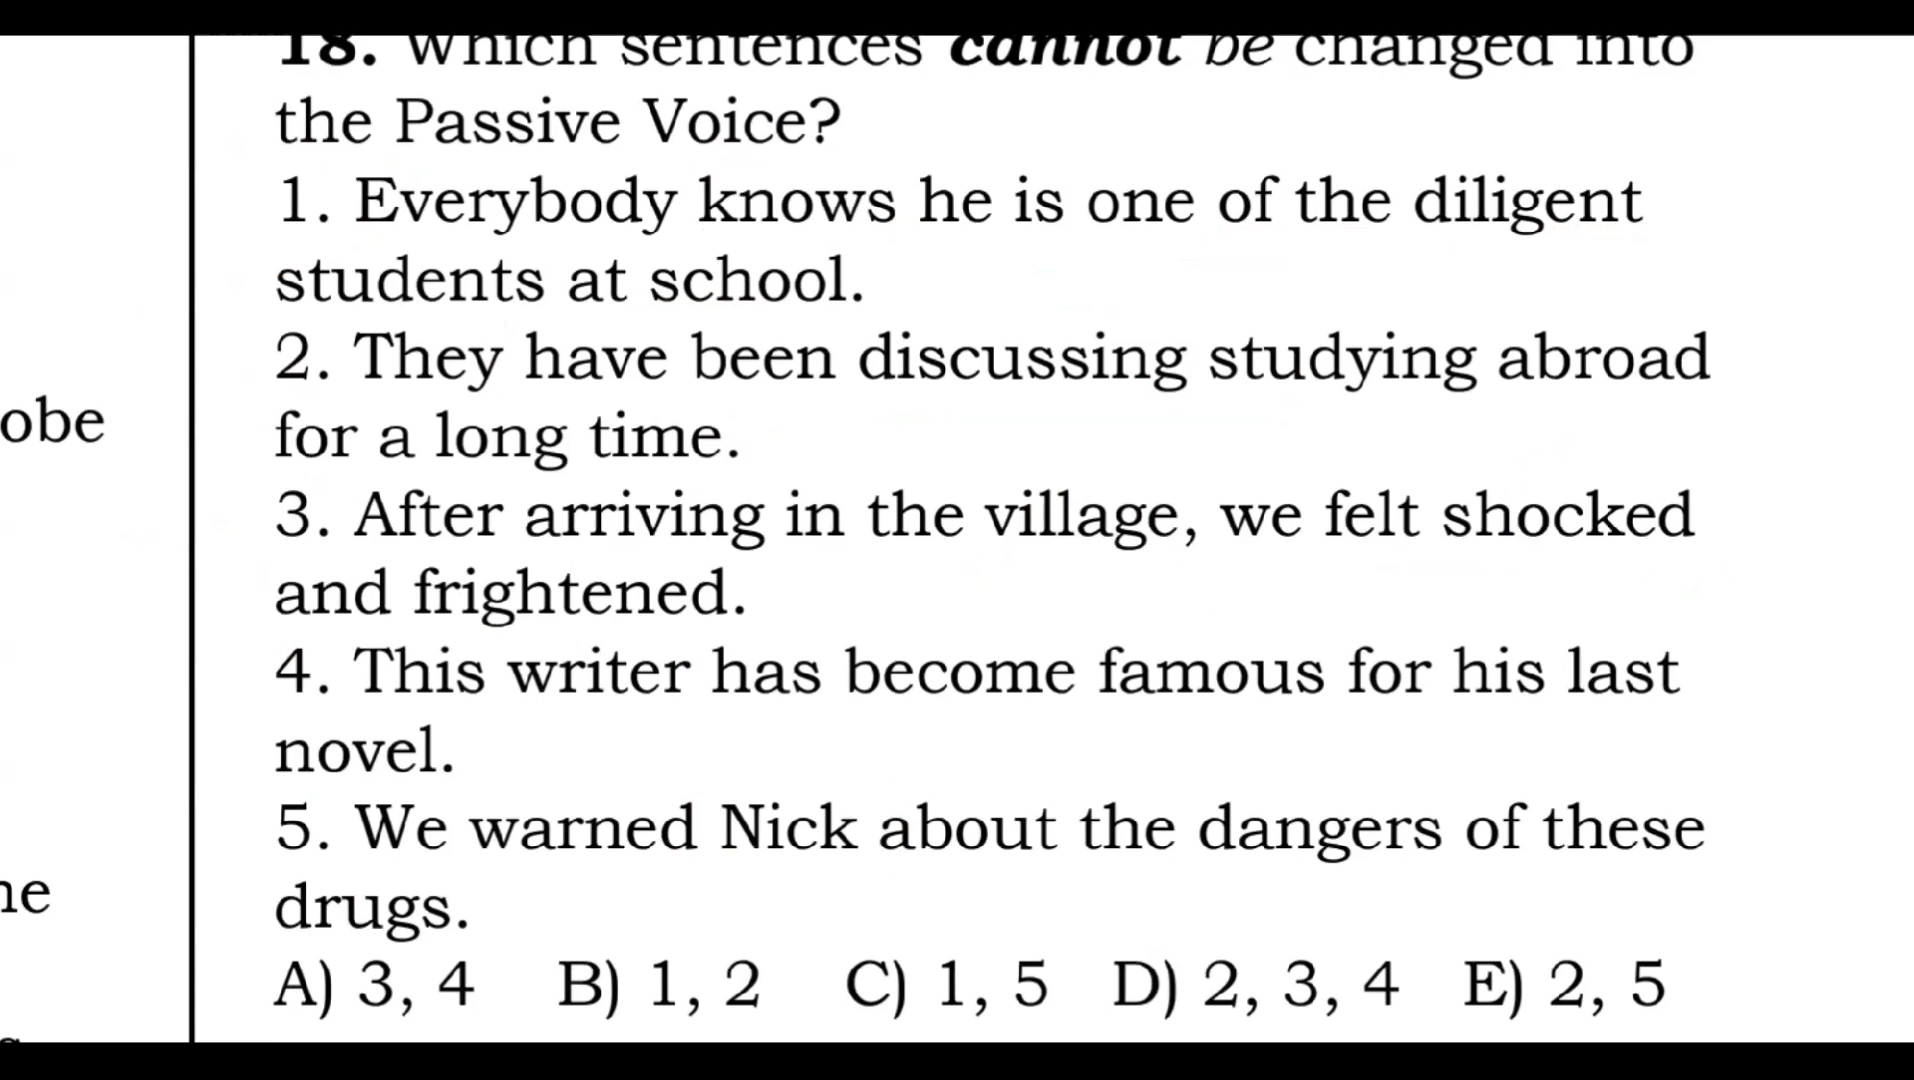 18. Which sentences cannot be changed into
the Passive Voice?
1. Everybody knows he is one of the diligent
students at school.
2. They have been discussing studying abroad
for a long time.
3. After arriving in the village, we felt shocked
and frightened.
4. This writer has become famous for his last
novel.
5. We warned Nick about the dangers of these
drugs.
A) 3, 4 B) 1, 2 C) 1, 5 D) 2, 3, 4 E) 2, 5
obe